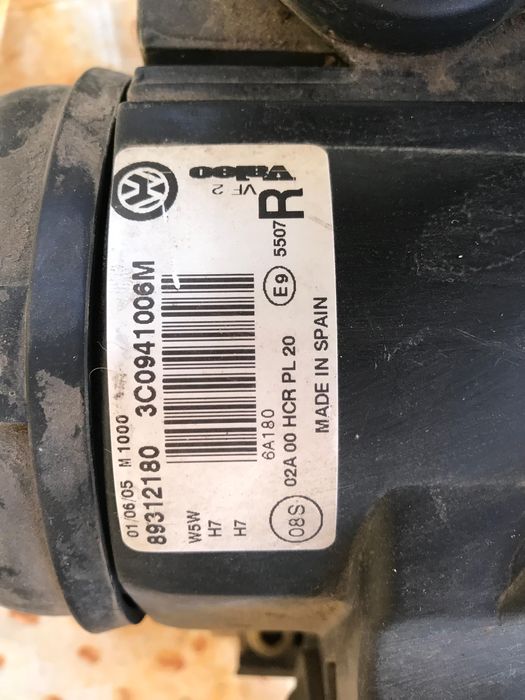 01/06/05 M 1000
89312180 3C0941006M
W5W
H7
H7
6A180
Valeo
VF 2
R
E9 5507
08S 02A 00 HCR PL 20
MADE IN SPAIN